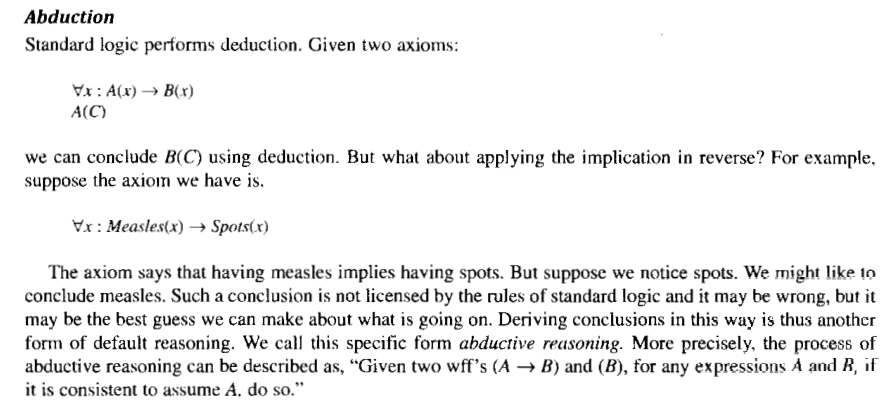 Abduction
Standard logic performs deduction. Given two axioms:
∀x : A(x) → B(x)
A(C)
we can conclude B(C) using deduction. But what about applying the implication in reverse? For example,
suppose the axiom we have is.
∀x : Measles(x) → Spots(x)
The axiom says that having measles implies having spots. But suppose we notice spots. We might like to
conclude measles. Such a conclusion is not licensed by the rules of standard logic and it may be wrong, but it
may be the best guess we can make about what is going on. Deriving conclusions in this way is thus another
form of default reasoning. We call this specific form abductive reasoning. More precisely, the process of
abductive reasoning can be described as, “Given two wff's (A → B) and (B), for any expressions A and B, if
it is consistent to assume A, do so.”